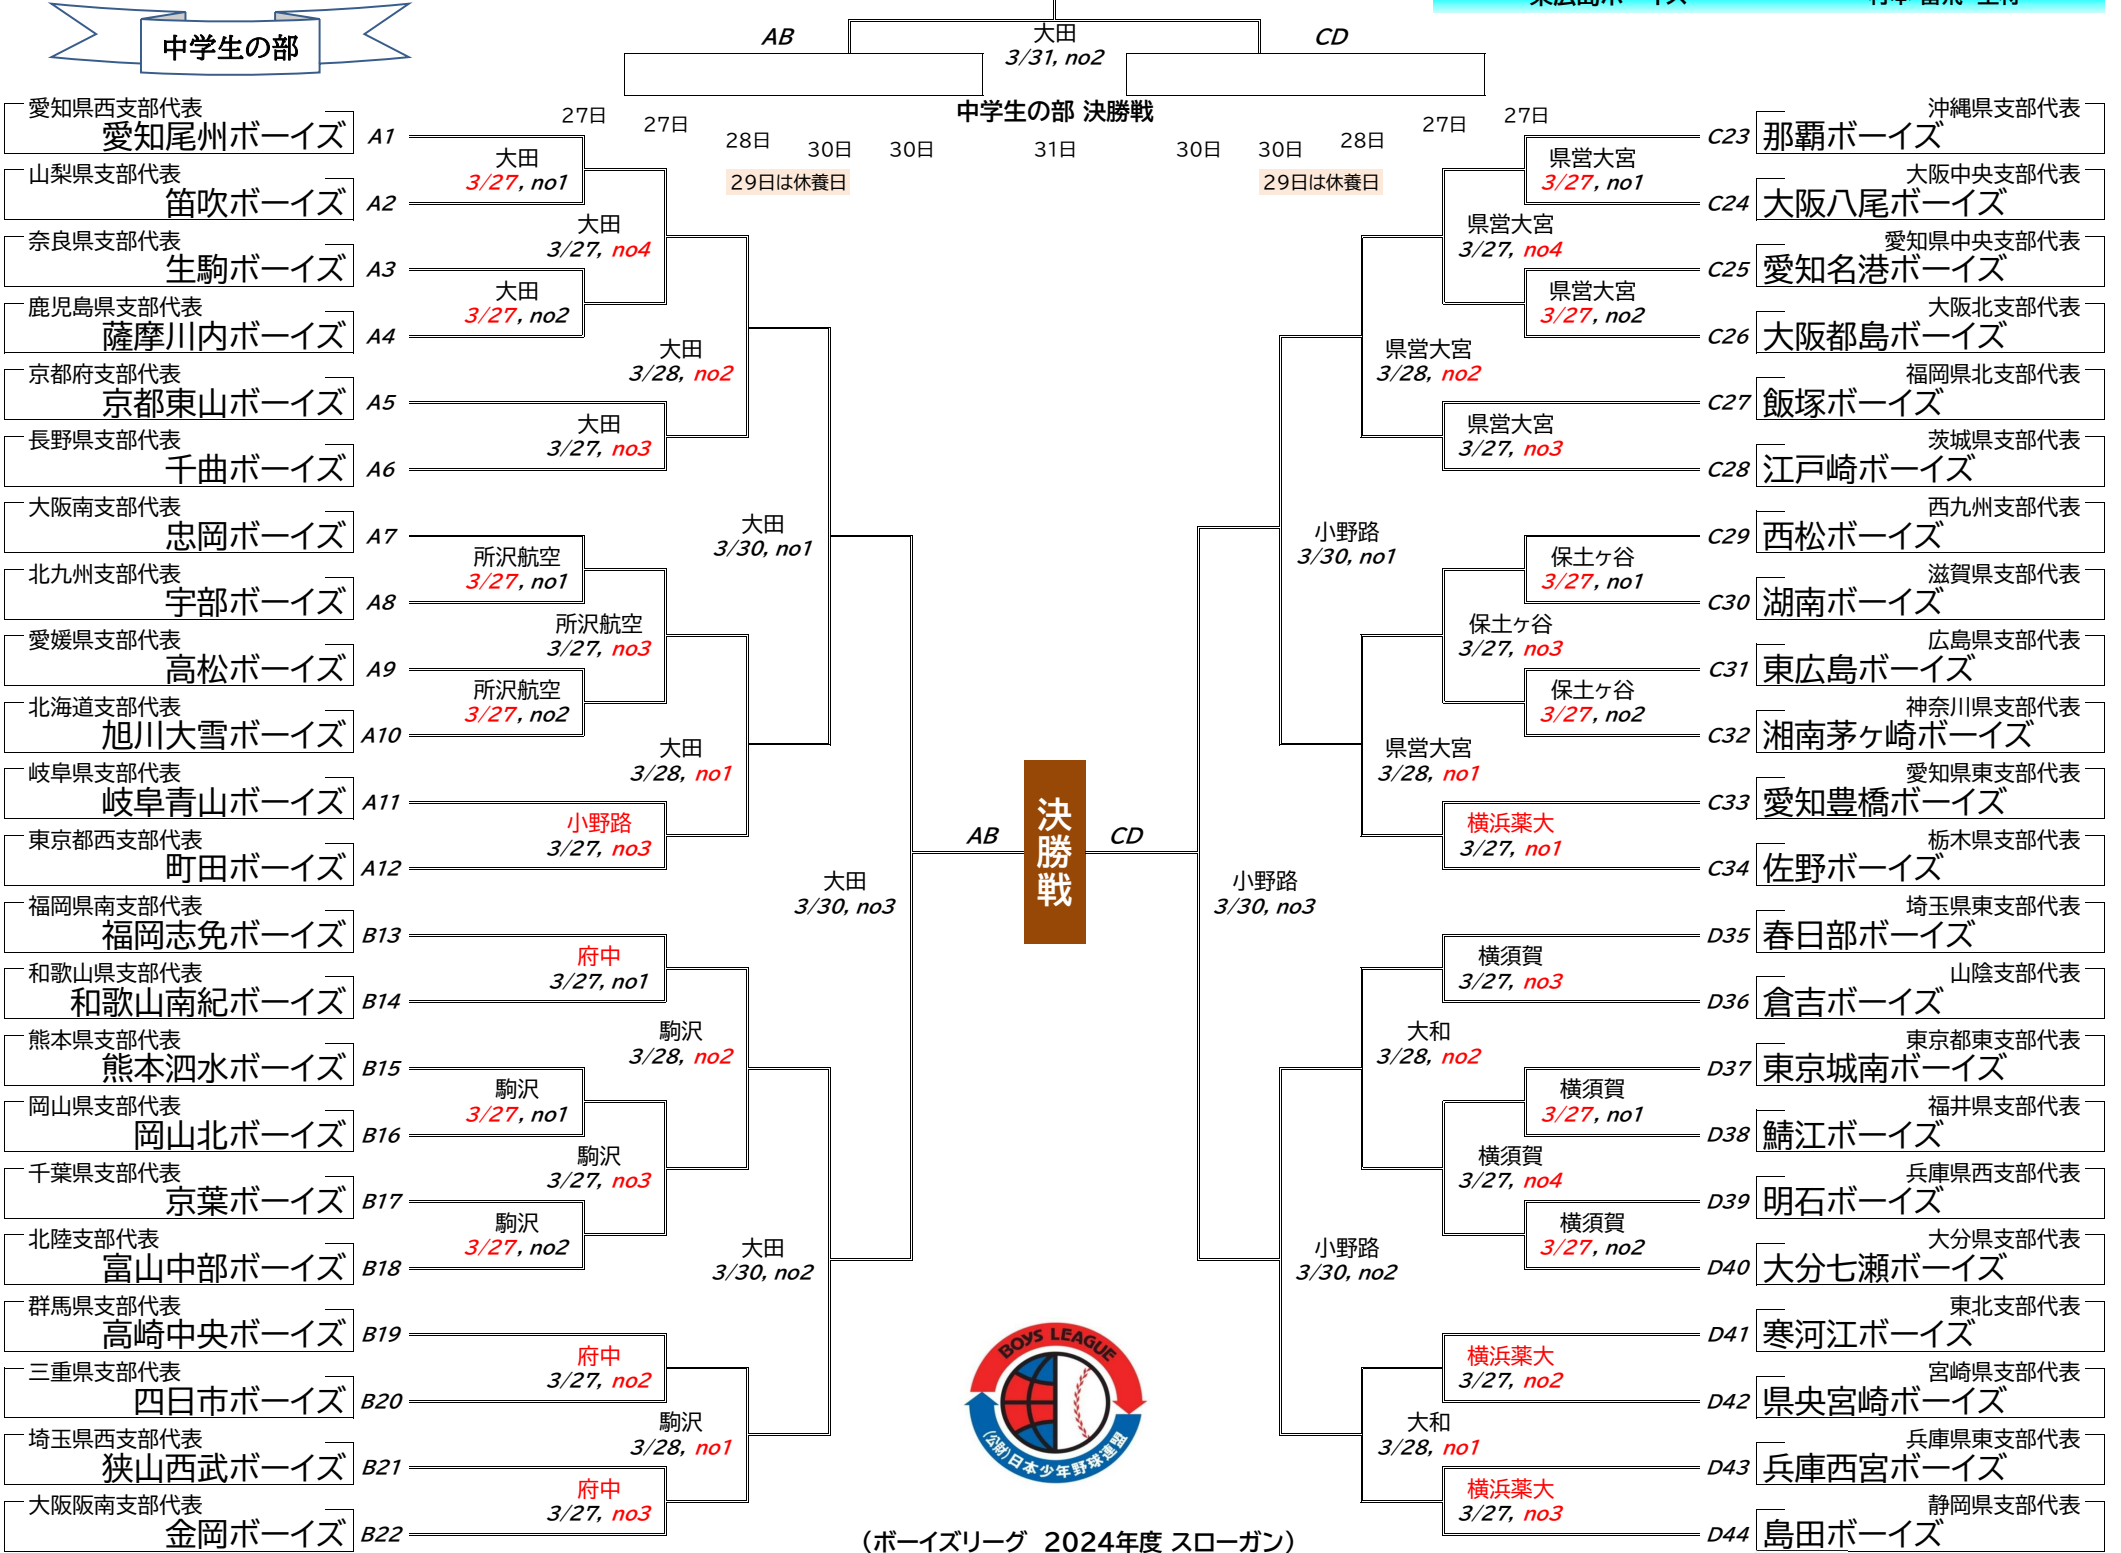 中学生の部
AB
大田
3/31, no2
CD
中学生の部 決勝戦
27日
27日
28日
30日
30日
31日
30日
30日
28日
27日
27日
29日は休養日
29日は休養日
愛知県西支部代表
愛知尾州ボーイズ A1
山梨県支部代表
笛吹ボーイズ A2
奈良県支部代表
生駒ボーイズ A3
鹿児島県支部代表
薩摩川内ボーイズ A4
京都府支部代表
京都東山ボーイズ A5
長野県支部代表
千曲ボーイズ A6
大阪南支部代表
忠岡ボーイズ A7
北九州支部代表
宇部ボーイズ A8
愛媛県支部代表
高松ボーイズ A9
北海道支部代表
旭川大雪ボーイズ A10
岐阜県支部代表
岐阜青山ボーイズ A11
東京都西支部代表
町田ボーイズ A12
福岡県南支部代表
福岡志免ボーイズ B13
和歌山県支部代表
和歌山南紀ボーイズ B14
熊本県支部代表
熊本泗水ボーイズ B15
岡山県支部代表
岡山北ボーイズ B16
千葉県支部代表
京葉ボーイズ B17
北陸支部代表
富山中部ボーイズ B18
群馬県支部代表
高崎中央ボーイズ B19
三重県支部代表
四日市ボーイズ B20
埼玉県西支部代表
狭山西武ボーイズ B21
大阪阪南支部代表
金岡ボーイズ B22
大田
3/27, no1
大田
3/27, no2
所沢航空
3/27, no1
所沢航空
3/27, no2
駒沢
3/27, no1
駒沢
3/27, no2
大田
3/27, no4
大田
3/27, no3
所沢航空
3/27, no3
小野路
3/27, no3
府中
3/27, no1
駒沢
3/27, no3
府中
3/27, no2
府中
3/27, no3
大田
3/28, no2
大田
3/28, no1
駒沢
3/28, no2
駒沢
3/28, no1
大田
3/30, no1
大田
3/30, no2
大田
3/30, no3
AB
決勝戦
CD
小野路
3/30, no3
小野路
3/30, no1
小野路
3/30, no2
県営大宮
3/28, no2
県営大宮
3/28, no1
大和
3/28, no2
大和
3/28, no1
県営大宮
3/27, no4
県営大宮
3/27, no3
保土ヶ谷
3/27, no3
横浜薬大
3/27, no1
横須賀
3/27, no3
横須賀
3/27, no4
横浜薬大
3/27, no2
横浜薬大
3/27, no3
県営大宮
3/27, no1
県営大宮
3/27, no2
保土ヶ谷
3/27, no1
保土ヶ谷
3/27, no2
横須賀
3/27, no1
横須賀
3/27, no2
沖縄県支部代表
C23 那覇ボーイズ
大阪中央支部代表
C24 大阪八尾ボーイズ
愛知県中央支部代表
C25 愛知名港ボーイズ
大阪北支部代表
C26 大阪都島ボーイズ
福岡県北支部代表
C27 飯塚ボーイズ
茨城県支部代表
C28 江戸崎ボーイズ
西九州支部代表
C29 西松ボーイズ
滋賀県支部代表
C30 湖南ボーイズ
広島県支部代表
C31 東広島ボーイズ
神奈川県支部代表
C32 湘南茅ヶ崎ボーイズ
愛知県東支部代表
C33 愛知豊橋ボーイズ
栃木県支部代表
C34 佐野ボーイズ
埼玉県東支部代表
D35 春日部ボーイズ
山陰支部代表
D36 倉吉ボーイズ
東京都東支部代表
D37 東京城南ボーイズ
福井県支部代表
D38 鯖江ボーイズ
兵庫県西支部代表
D39 明石ボーイズ
大分県支部代表
D40 大分七瀬ボーイズ
東北支部代表
D41 寒河江ボーイズ
宮崎県支部代表
D42 県央宮崎ボーイズ
兵庫県東支部代表
D43 兵庫西宮ボーイズ
静岡県支部代表
D44 島田ボーイズ
BOYS LEAGUE
(公財)日本少年野球連盟
（ボーイズリーグ 2024年度 スローガン）